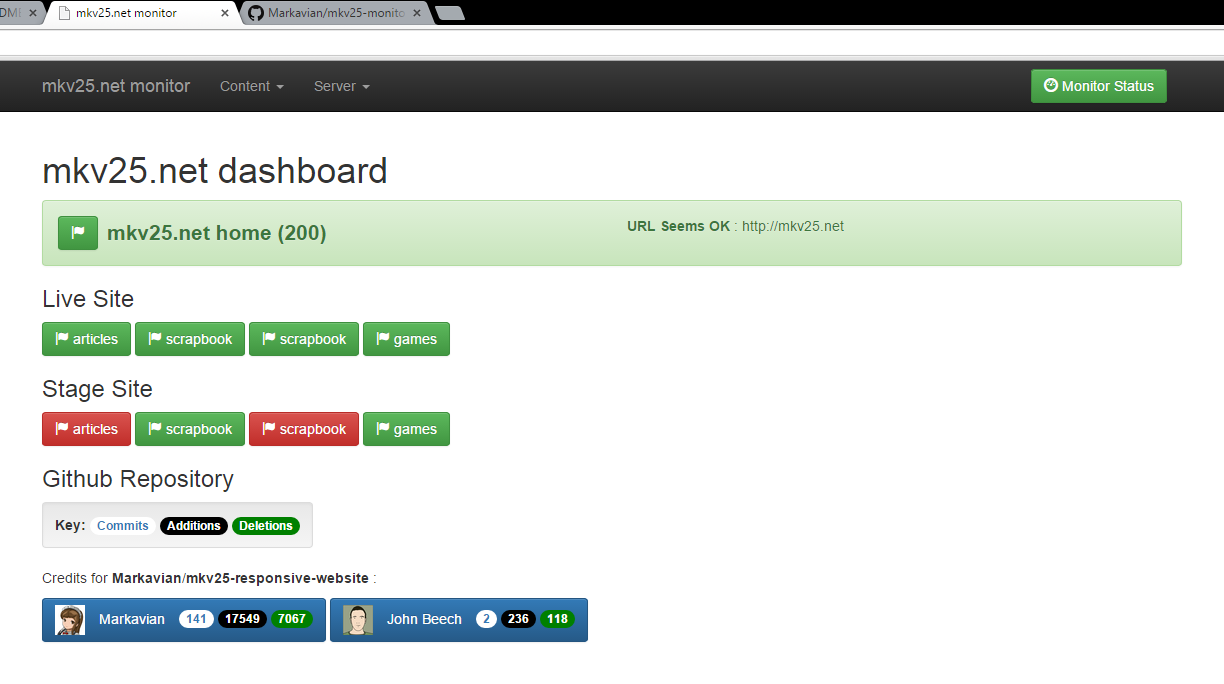 DME mkv25.net monitor Markavian/mkv25-monito
mkv25.net monitor Content Server Monitor Status
mkv25.net dashboard
mkv25.net home (200) URL Seems OK : http://mkv25.net
Live Site
articles scrapbook scrapbook games
Stage Site
articles scrapbook scrapbook games
Github Repository
Key: Commits Additions Deletions
Credits for Markavian/mkv25-responsive-website :
Markavian 141 17549 7067 John Beech 2 236 118